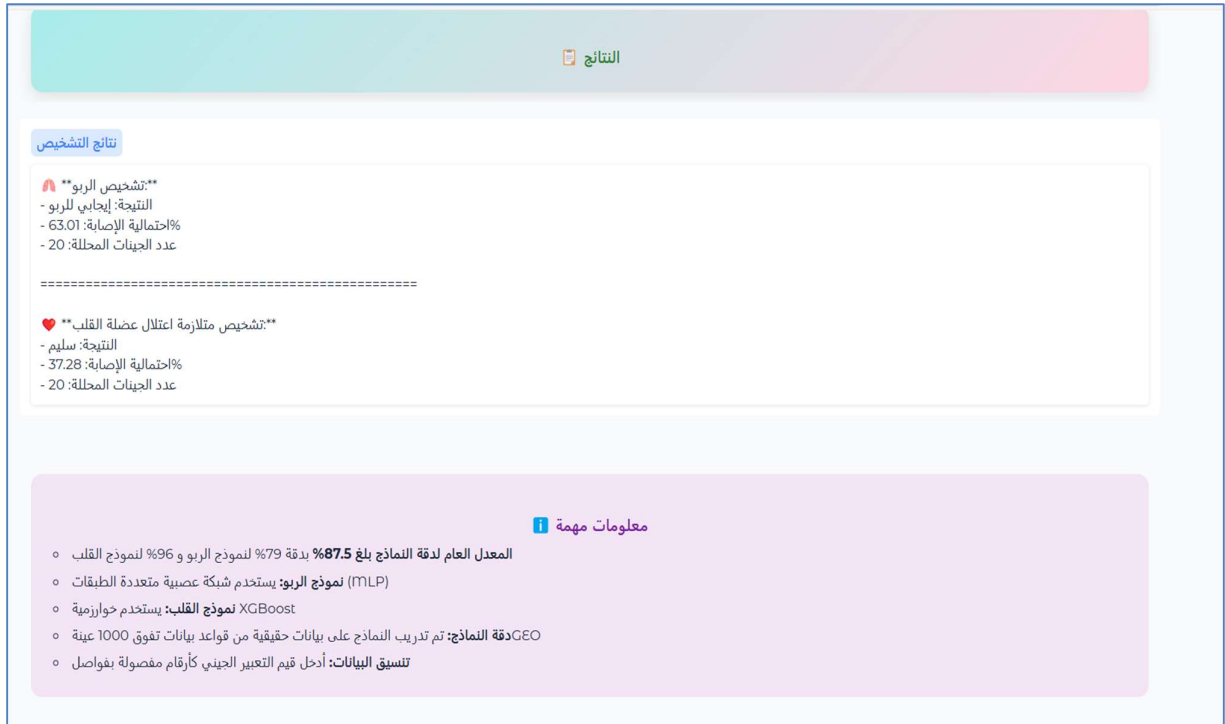 النتائج 📋
نتائج التشخيص
🫁 **تشخيص الربو:**
- النتيجة: إيجابي للربو
- احتمالية الإصابة: 63.01%
- عدد الجينات المحللة: 20
==================================================
❤️ **تشخيص متلازمة اعتلال عضلة القلب:**
- النتيجة: سليم
- احتمالية الإصابة: 37.28%
- عدد الجينات المحللة: 20
معلومات مهمة ℹ️
المعدل العام لدقة النماذج بلغ 87.5% بدقة 79% لنموذج الربو و 96% لنموذج القلب
نموذج الربو: يستخدم شبكة عصبية متعددة الطبقات (MLP)
نموذج القلب: يستخدم خوارزمية XGBoost
دقة النماذج: تم تدريب النماذج على بيانات حقيقية من قواعد بيانات تفوق 1000 عينة GEO
تنسيق البيانات: أدخل قيم التعبير الجيني كأرقام مفصولة بفواصل